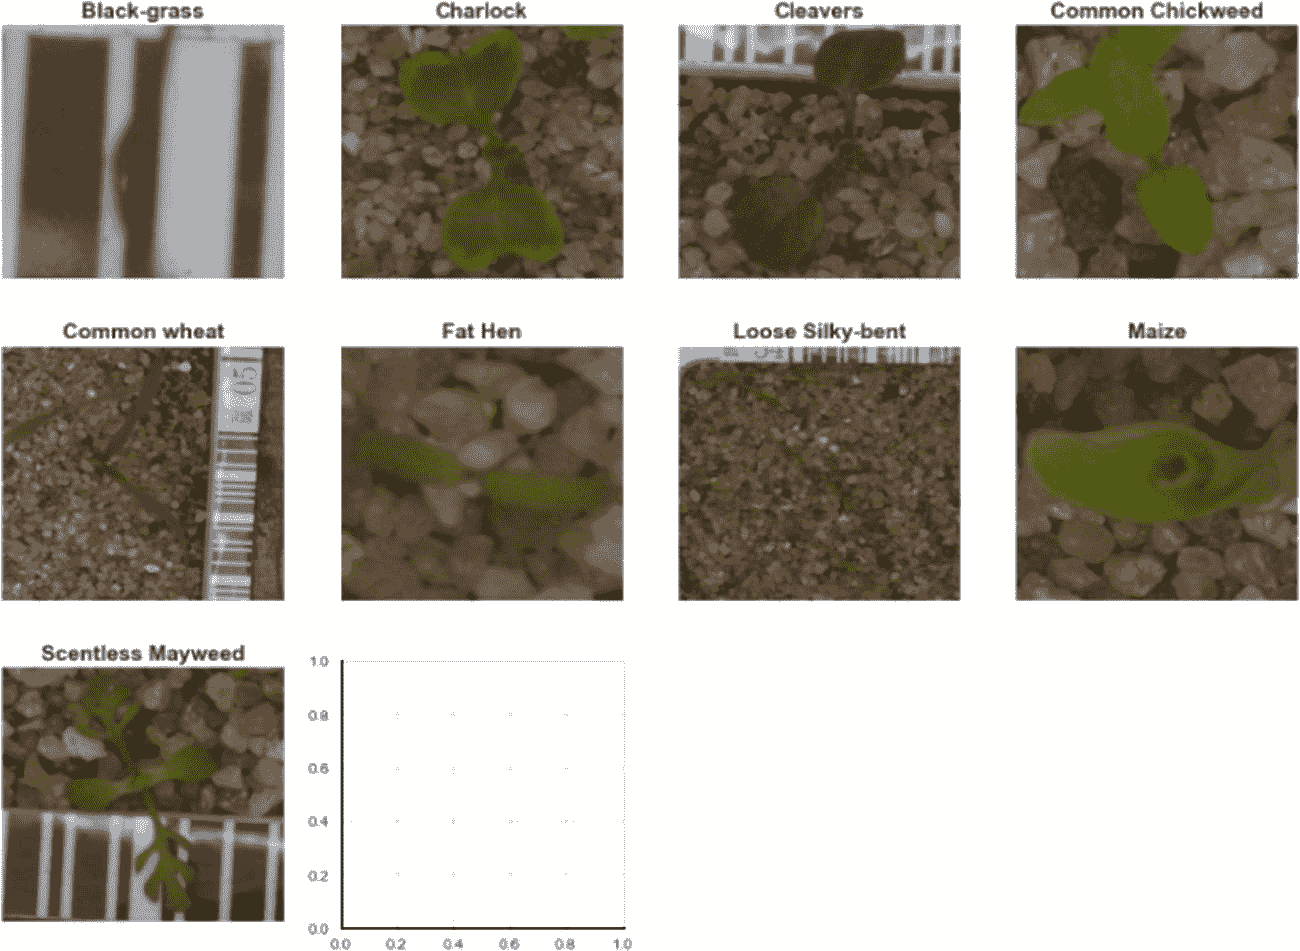 Black-grass Charlock Cleavers Common Chickweed
Common wheat Fat Hen Loose Silky-bent Maize
05
54
Scentless Mayweed
1.0
0.8
0.6
0.4
0.2
0.0
0.0 0.2 0.4 0.6 0.8 1.0